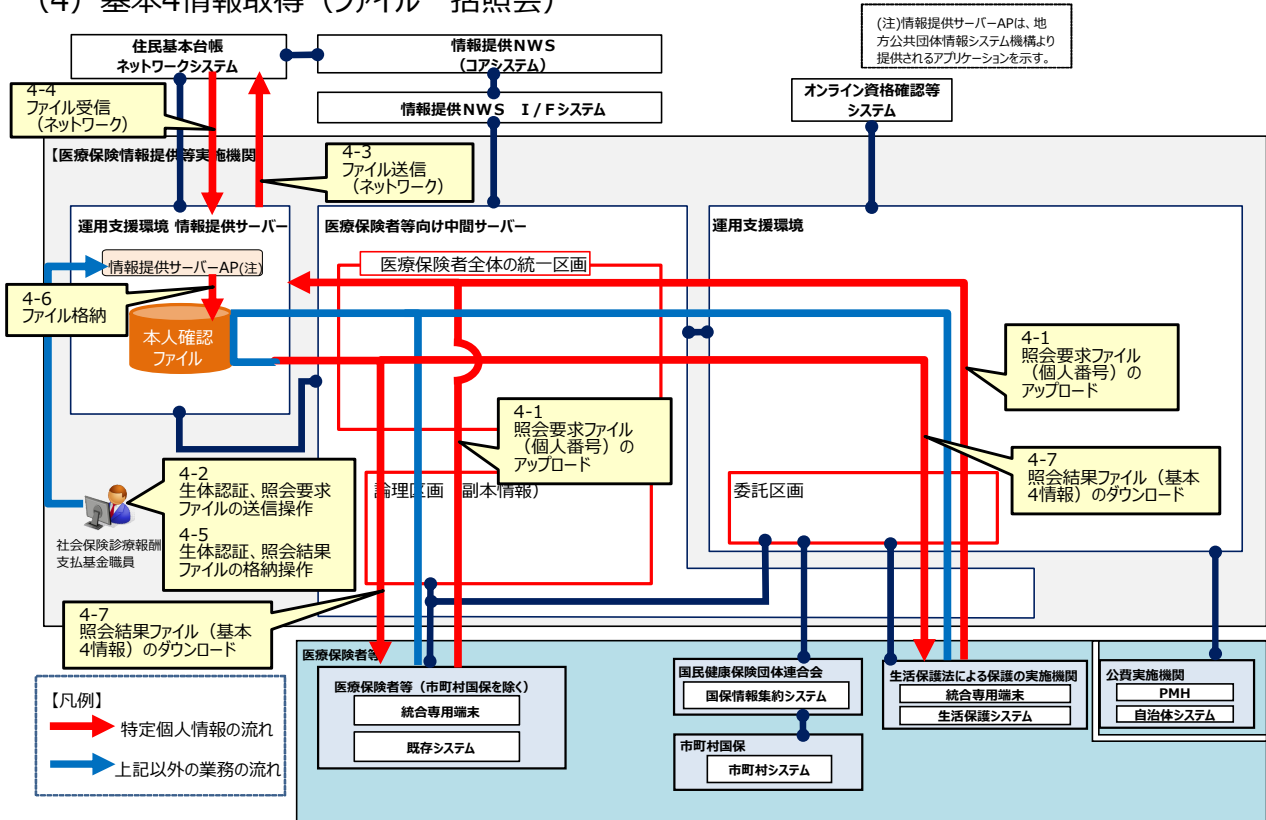 （4）基本4情報取得（ファイル一括照会）
(注)情報提供サーバーAPは、地
方公共団体情報システム機構より
提供されるアプリケーションを示す。
住民基本台帳
ネットワークシステム
情報提供NWS
（コアシステム）
情報提供NWS　I/Fシステム
オンライン資格確認等
システム
4-4
ファイル受信
（ネットワーク）
【医療保険情報提供等実施機関
4-3
ファイル送信
（ネットワーク）
運用支援環境 情報提供サーバー
医療保険者等向け中間サーバー
運用支援環境
情報提供サーバーAP(注)
医療保険者全体の統一区画
4-6
ファイル格納
本人確認
ファイル
4-1
照会要求ファイル
（個人番号）の
アップロード
4-1
照会要求ファイル
（個人番号）の
アップロード
4-7
照会結果ファイル（基本
4情報）のダウンロード
4-2
生体認証、照会要求
ファイルの送信操作
4-5
生体認証、照会結果
ファイルの格納操作
論理区画　副本情報）
委託区画
社会保険診療報酬
支払基金職員
4-7
照会結果ファイル（基本
4情報）のダウンロード
医療保険者等
医療保険者等（市町村国保を除く）
統合専用端末
既存システム
国民健康保険団体連合会
国保情報集約システム
市町村国保
市町村システム
生活保護法による保護の実施機関
統合専用端末
生活保護システム
公費実施機関
PMH
自治体システム
【凡例】
特定個人情報の流れ
上記以外の業務の流れ